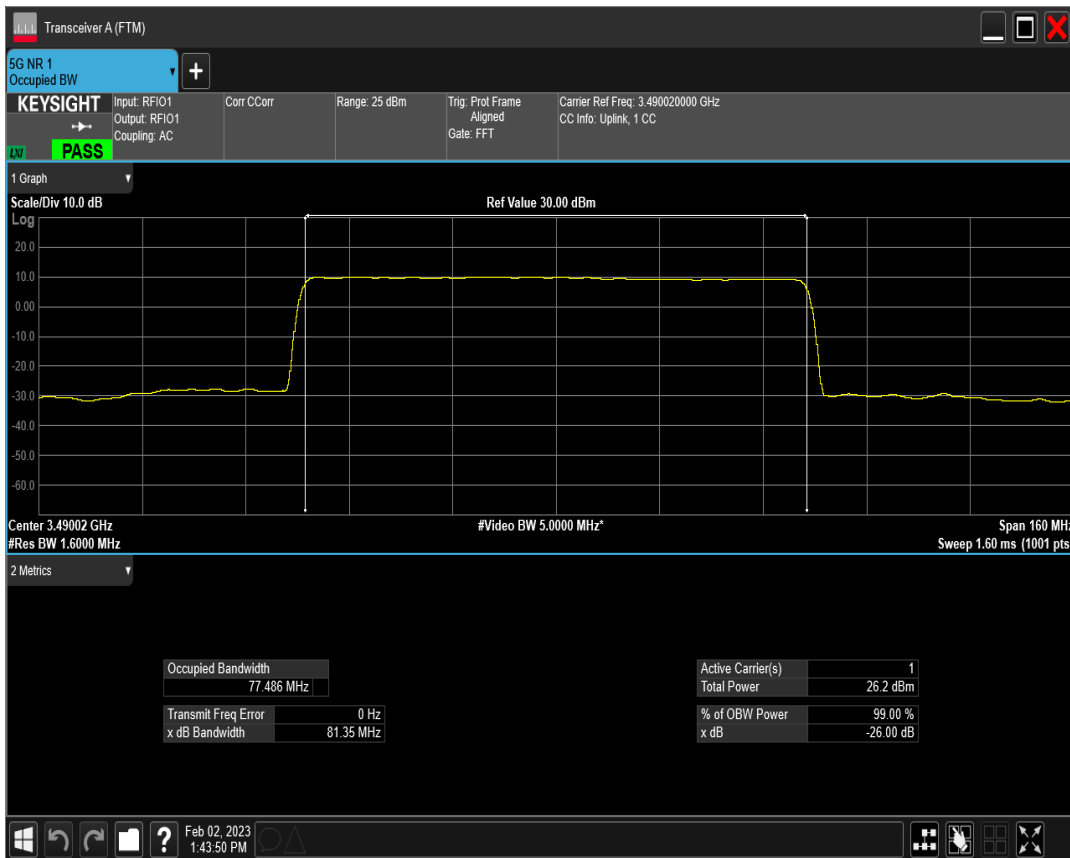 Transceiver A (FTM)
5G NR 1
Occupied BW
+
KEYSIGHT
LXI
PASS
Input: RFIO1
Output: RFIO1
Coupling: AC
Corr CCorr
Range: 25 dBm
Trig: Prot Frame
Aligned
Gate: FFT
Carrier Ref Freq: 3.490020000 GHz
CC Info: Uplink, 1 CC
1 Graph
Scale/Div 10.0 dB
Ref Value 30.00 dBm
Log
20.0
10.0
0.00
-10.0
-20.0
-30.0
-40.0
-50.0
-60.0
Center 3.49002 GHz
#Video BW 5.0000 MHz*
Span 160 MHz
#Res BW 1.6000 MHz
Sweep 1.60 ms (1001 pts
2 Metrics
Occupied Bandwidth
77.486 MHz
Transmit Freq Error 0 Hz
x dB Bandwidth 81.35 MHz
Active Carrier(s) 1
Total Power 26.2 dBm
% of OBW Power 99.00 %
x dB -26.00 dB
?
Feb 02, 2023
1:43:50 PM